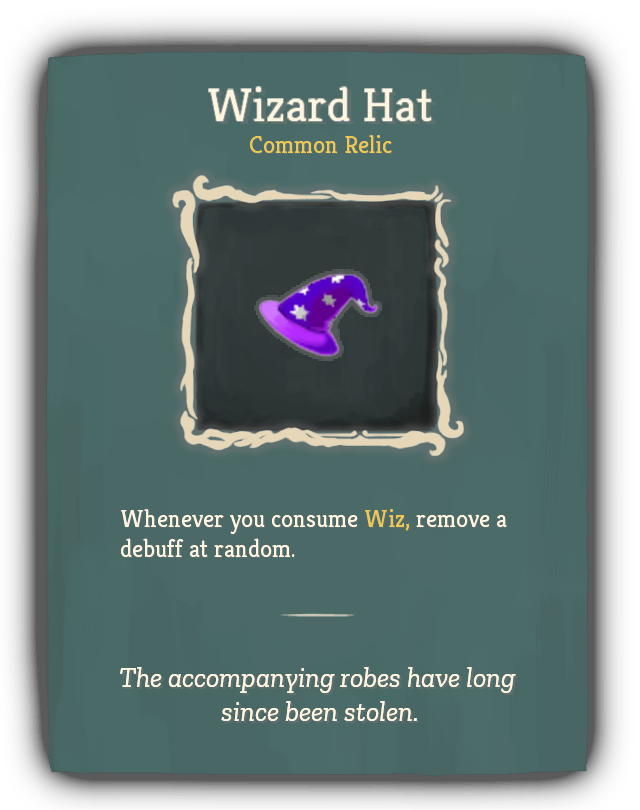 Wizard Hat
Common Relic
Whenever you consume Wiz, remove a
debuff at random.
The accompanying robes have long
since been stolen.